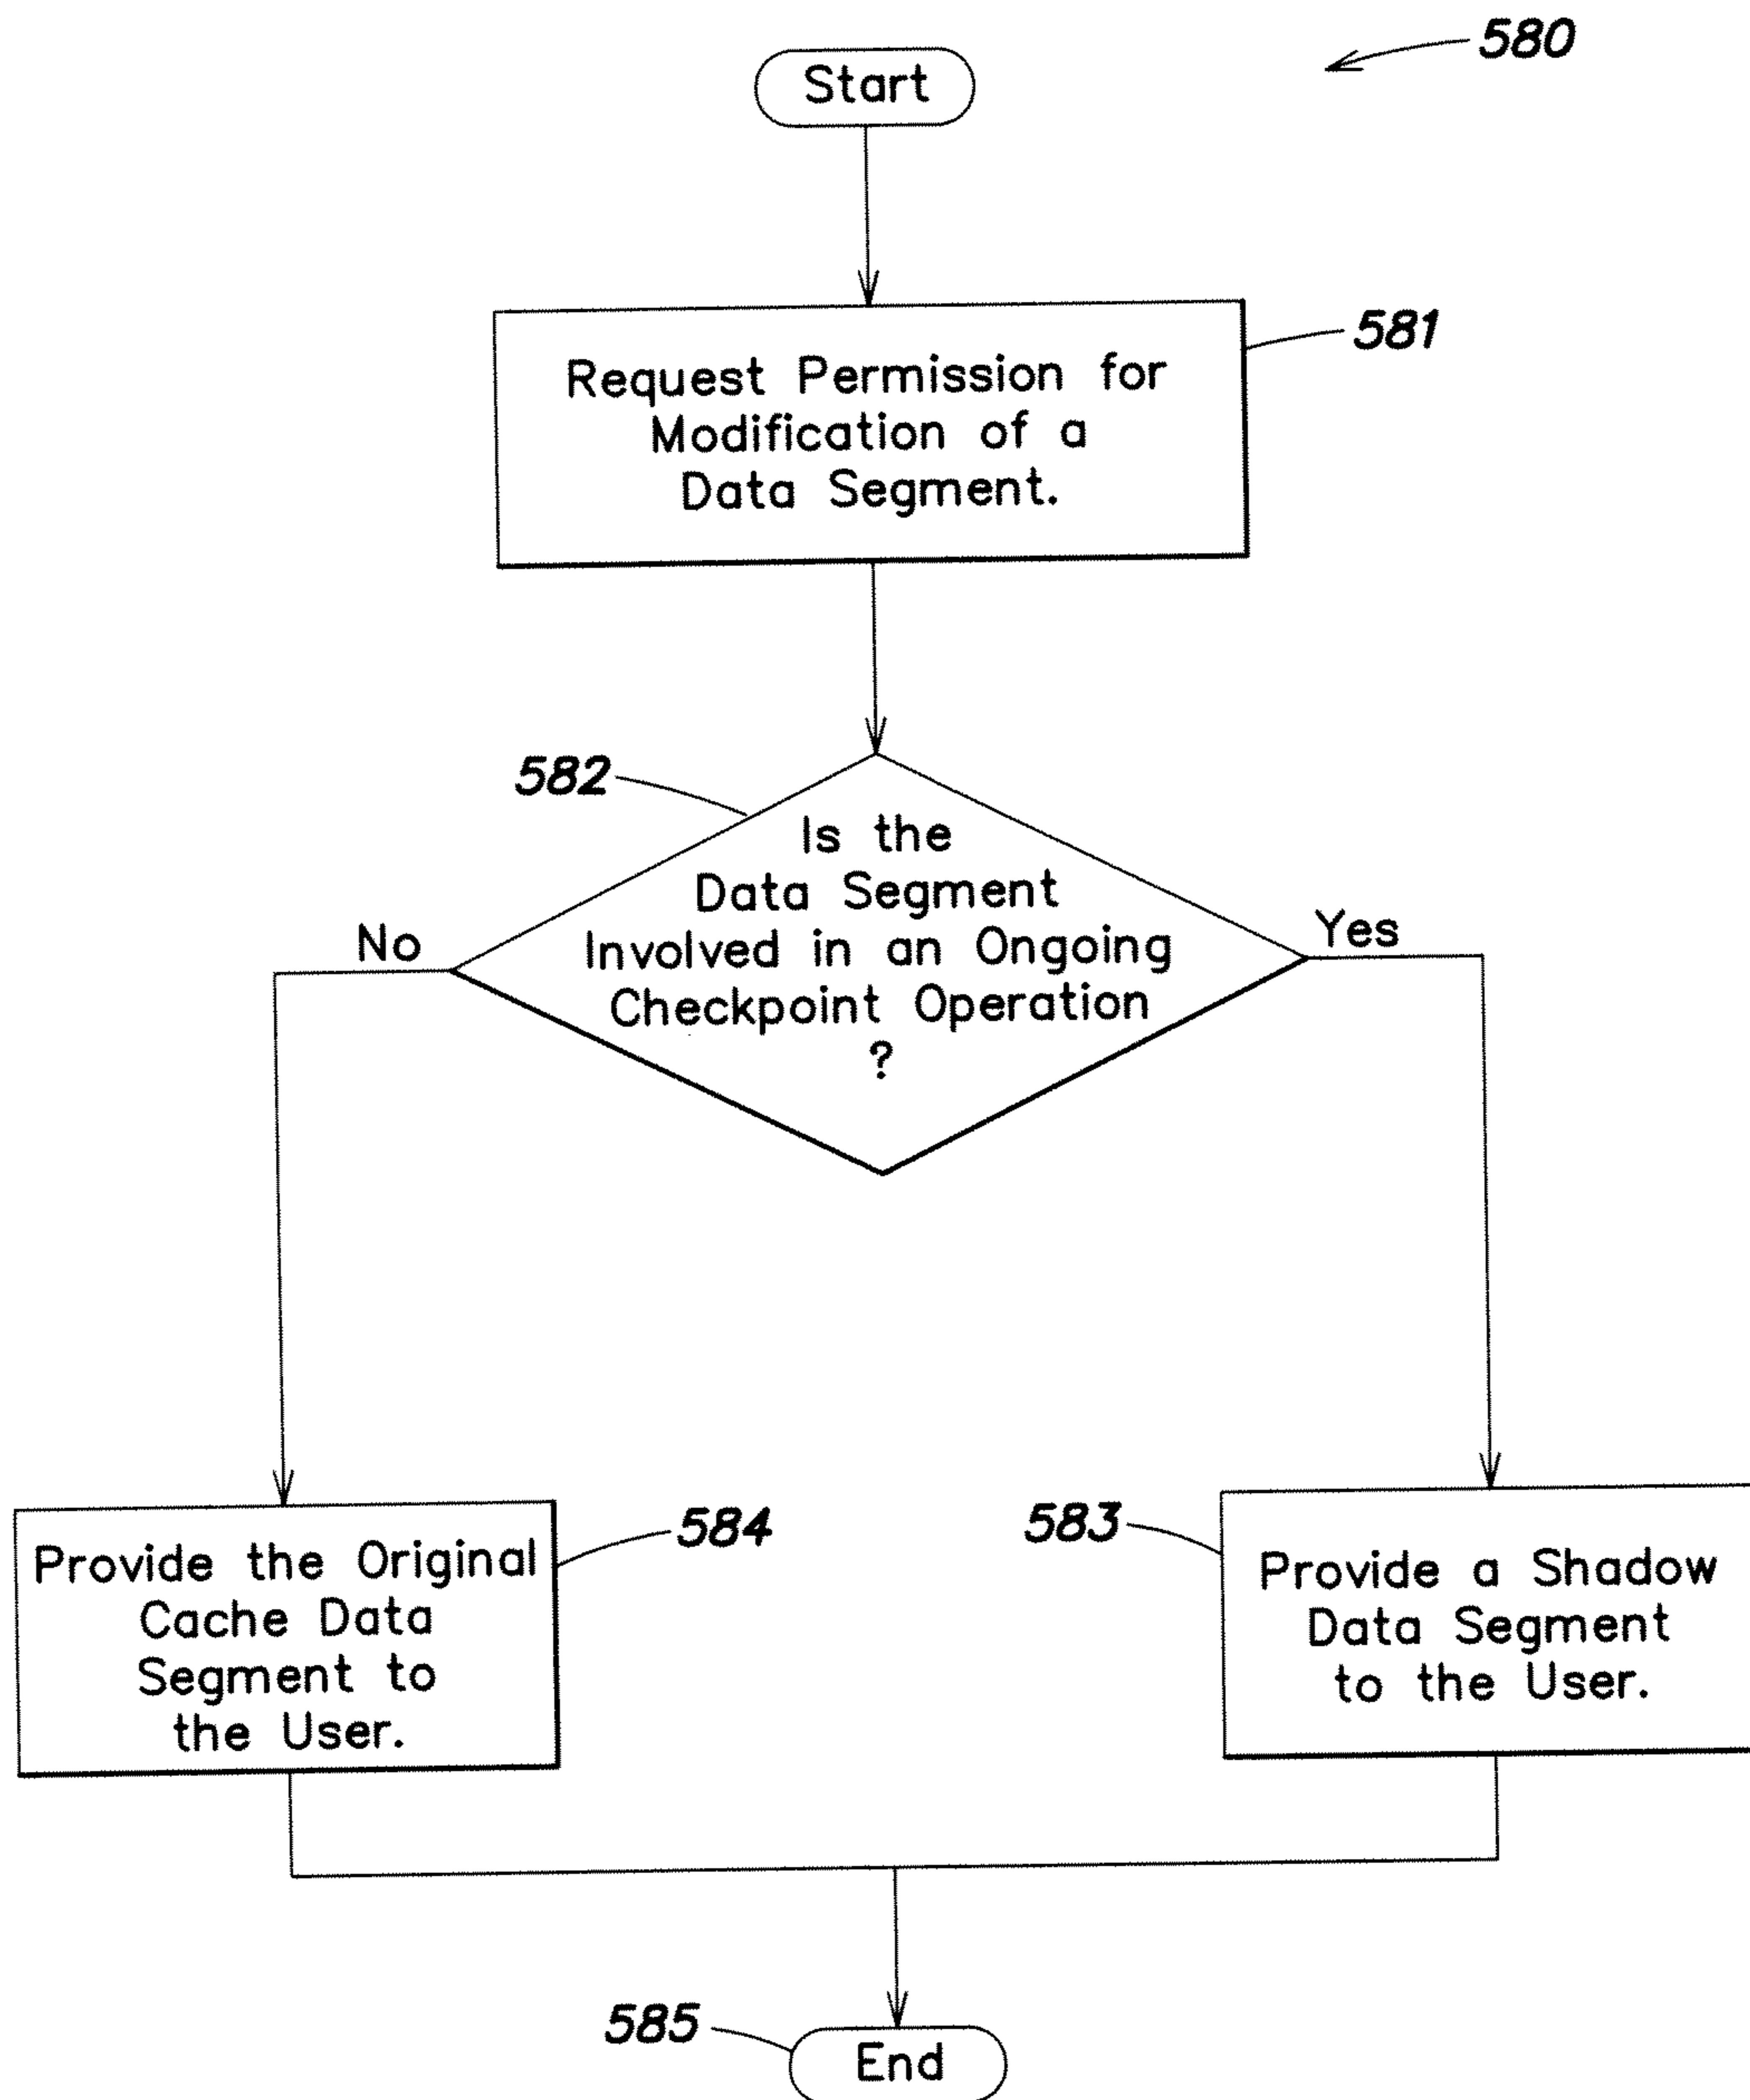 580
Start
581
Request Permission for
Modification of a
Data Segment.
582
Is the
Data Segment
Involved in an Ongoing
Checkpoint Operation
?
No
Yes
584
Provide the Original
Cache Data
Segment to
the User.
583
Provide a Shadow
Data Segment
to the User.
585
End